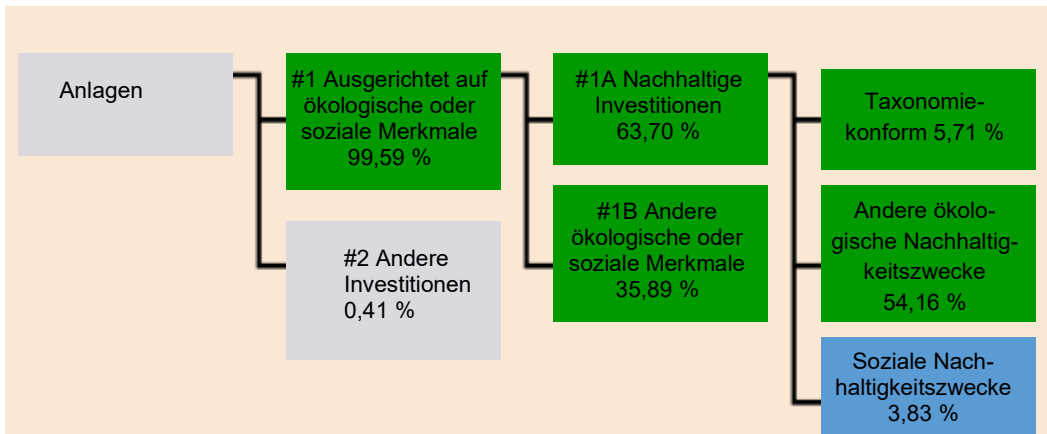 Anlagen
#1 Ausgerichtet auf
ökologische oder
soziale Merkmale
99,59 %
#2 Andere
Investitionen
0,41 %
#1A Nachhaltige
Investitionen
63,70 %
#1B Andere
ökologische oder
soziale Merkmale
35,89 %
Taxonomie-
konform 5,71 %
Andere ökolo-
gische Nachhaltig-
keitszwecke
54,16 %
Soziale Nach-
haltigkeitszwecke
3,83 %